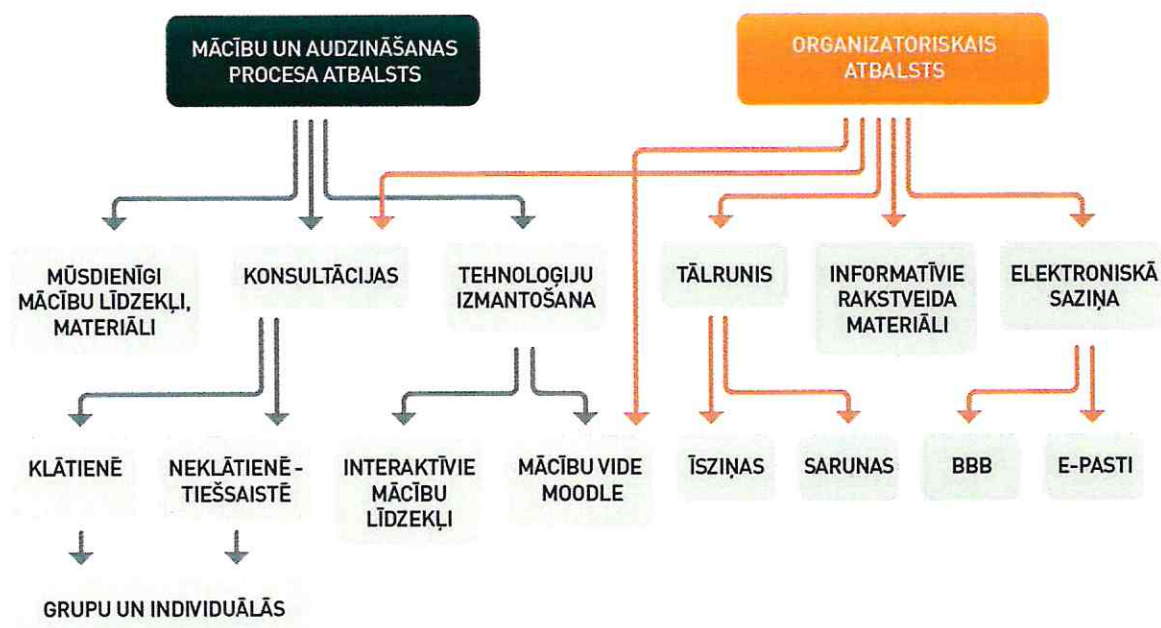 MĀCĪBU UN AUDZINĀŠANAS
PROCESA ATBALSTS
ORGANIZATORISKAIS
ATBALSTS
MŪSDIENĪGI
MĀCĪBU LĪDZEKĻI,
MATERIĀLI
KONSULTĀCIJAS
TEHNOLOĢIJU
IZMANTOŠANA
TĀLRUNIS
INFORMATĪVIE
RAKSTVEIDA
MATERIĀLI
ELEKTRONISKĀ
SAZIŅA
KLĀTIENĒ
NEKLĀTIENĒ -
TIEŠSAISTĒ
INTERAKTĪVIE
MĀCĪBU
LĪDZEKĻI
MĀCĪBU VIDE
MOODLE
ĪSZIŅAS
SARUNAS
BBB
E-PASTI
GRUPU UN INDIVIDUĀLĀS